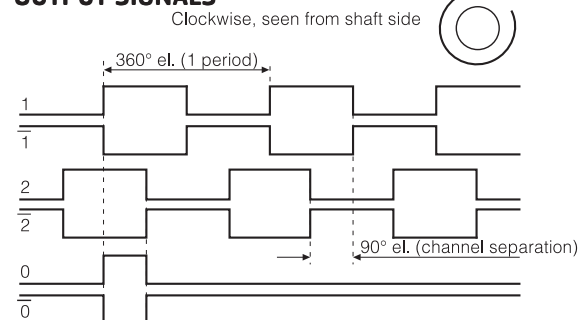 OUTPUT SIGNALS
Clockwise, seen from shaft side
360° el. (1 period)
1
1̅
2
2̅
90° el. (channel separation)
0
0̅